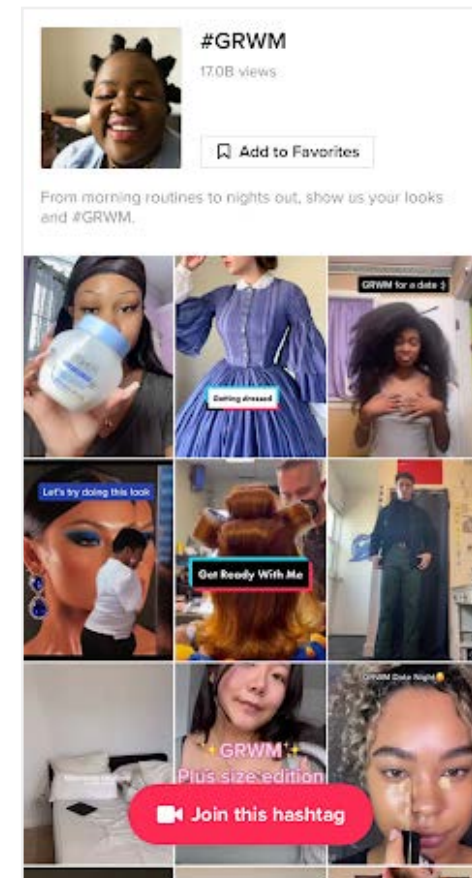 #GRWM
17.0B views
Add to Favorites
From morning routines to nights out, show us your looks
and #GRWM.
GRWM for a date :)
Getting dressed
Let's try doing this look
Get Ready With Me
GRWM Date Night
✨GRWM✨
Plus size edition
Join this hashtag